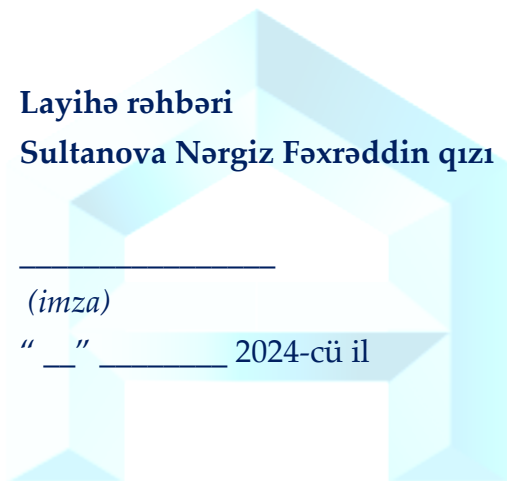 Layihə rəhbəri
Sultanova Nərgiz Fəxrəddin qızı
________________
(imza)
“ __” ________ 2024-cü il